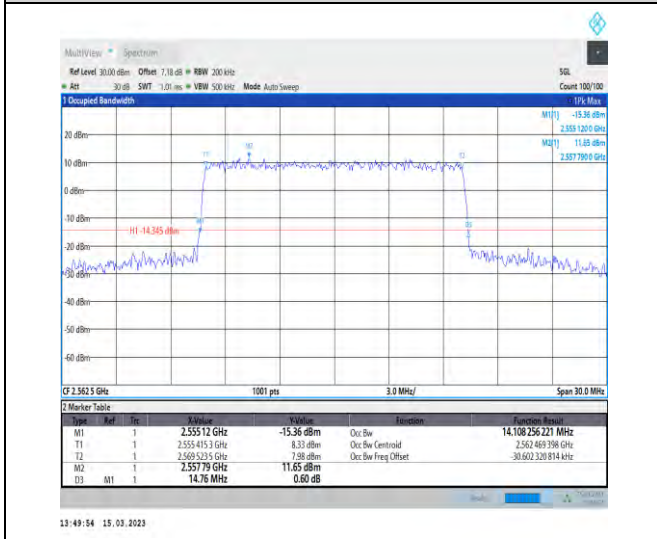 MultiView Spectrum
Ref Level 30.00 dBm Offset 7.18 dB RBW 200 kHz SGL
Att 30 dB SWT 1.01 ms VBW 500 kHz Mode Auto Sweep Count 100/100
1 Occupied Bandwidth 1Pk Max
M1[1] -15.36 dBm
2.555 120 0 GHz
M2[1] 11.65 dBm
2.557 790 0 GHz
20 dBm
M2
T1 T2
10 dBm
0 dBm
-10 dBm
M1 D3
H1 -14.345 dBm
-20 dBm
-30 dBm
-40 dBm
-50 dBm
-60 dBm
CF 2.562 5 GHz 1001 pts 3.0 MHz/ Span 30.0 MHz
2 Marker Table
Type Ref Trc X-Value Y-Value Function Function Result
M1 1 2.555 12 GHz -15.36 dBm Occ Bw 14.108 256 221 MHz
T1 1 2.555 415 3 GHz 8.33 dBm Occ Bw Centroid 2.562 469 398 GHz
T2 1 2.569 523 5 GHz 7.98 dBm Occ Bw Freq Offset -30.602 320 814 kHz
M2 1 2.557 79 GHz 11.65 dBm
D3 M1 1 14.76 MHz 0.60 dB
13:49:54 15.03.2023